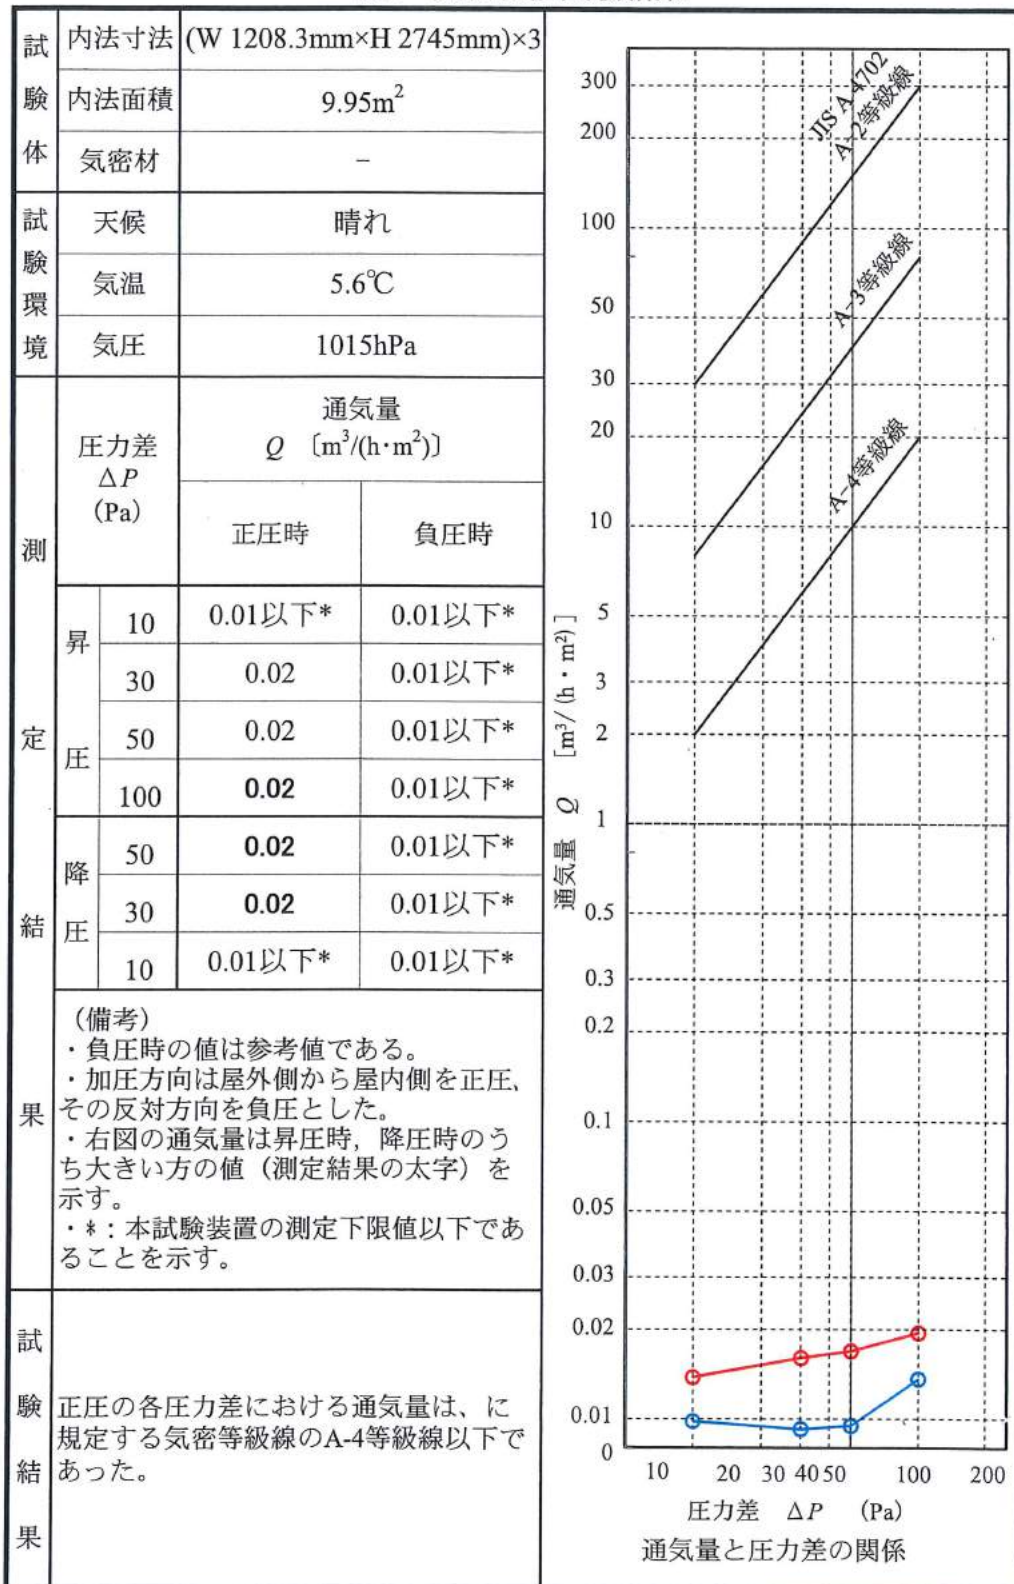 試験体
内法寸法 (W 1208.3mm×H 2745mm)×3
内法面積 9.95m²
気密材 −
試験環境
天候 晴れ
気温 5.6℃
気圧 1015hPa
測定結果
圧力差
ΔP
(Pa)
通気量
Q 〔m³/(h·m²)〕
正圧時 負圧時
昇圧
10 0.01以下* 0.01以下*
30 0.02 0.01以下*
50 0.02 0.01以下*
100 0.02 0.01以下*
降圧
50 0.02 0.01以下*
30 0.02 0.01以下*
10 0.01以下* 0.01以下*
（備考）
・負圧時の値は参考値である。
・加圧方向は屋外側から屋内側を正圧,
その反対方向を負圧とした。
・右図の通気量は昇圧時，降圧時のう
ち大きい方の値（測定結果の太字）を
示す。
・*：本試験装置の測定下限値以下であ
ることを示す。
試験結果
正圧の各圧力差における通気量は、に
規定する気密等級線のA-4等級線以下で
あった。
通気量 Q [m³/(h・m²)]
300
200
100
50
30
20
10
5
3
2
1
0.5
0.3
0.2
0.1
0.05
0.03
0.02
0.01
0
JIS A 4702
A-2等級線
A-3等級線
A-4等級線
10 20 30 40 50 100 200
圧力差 ΔP (Pa)
通気量と圧力差の関係